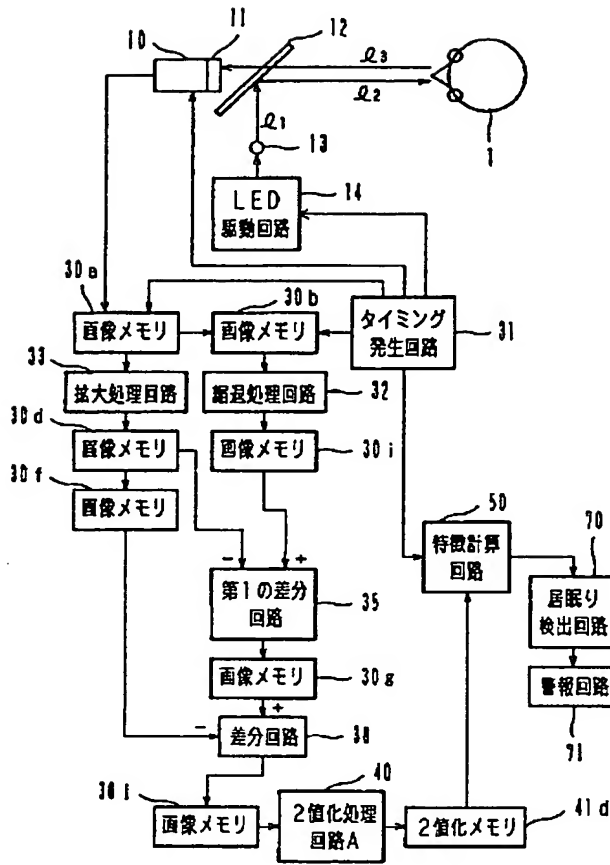 10
11
12
ℓ3
ℓ2
ℓ1
13
1
LED
駆動回路
14
30a
画像メモリ
30b
画像メモリ
タイミング
発生回路
31
33
拡大処理回路
縮退処理回路
32
30d
画像メモリ
画像メモリ
30i
30f
画像メモリ
50
特徴計算
回路
70
居眠り
検出回路
警報回路
71
-
+
第1の差分
回路
35
画像メモリ
30g
-
+
差分回路
38
画像メモリ
40
2値化処理
回路A
2値化メモリ
41d